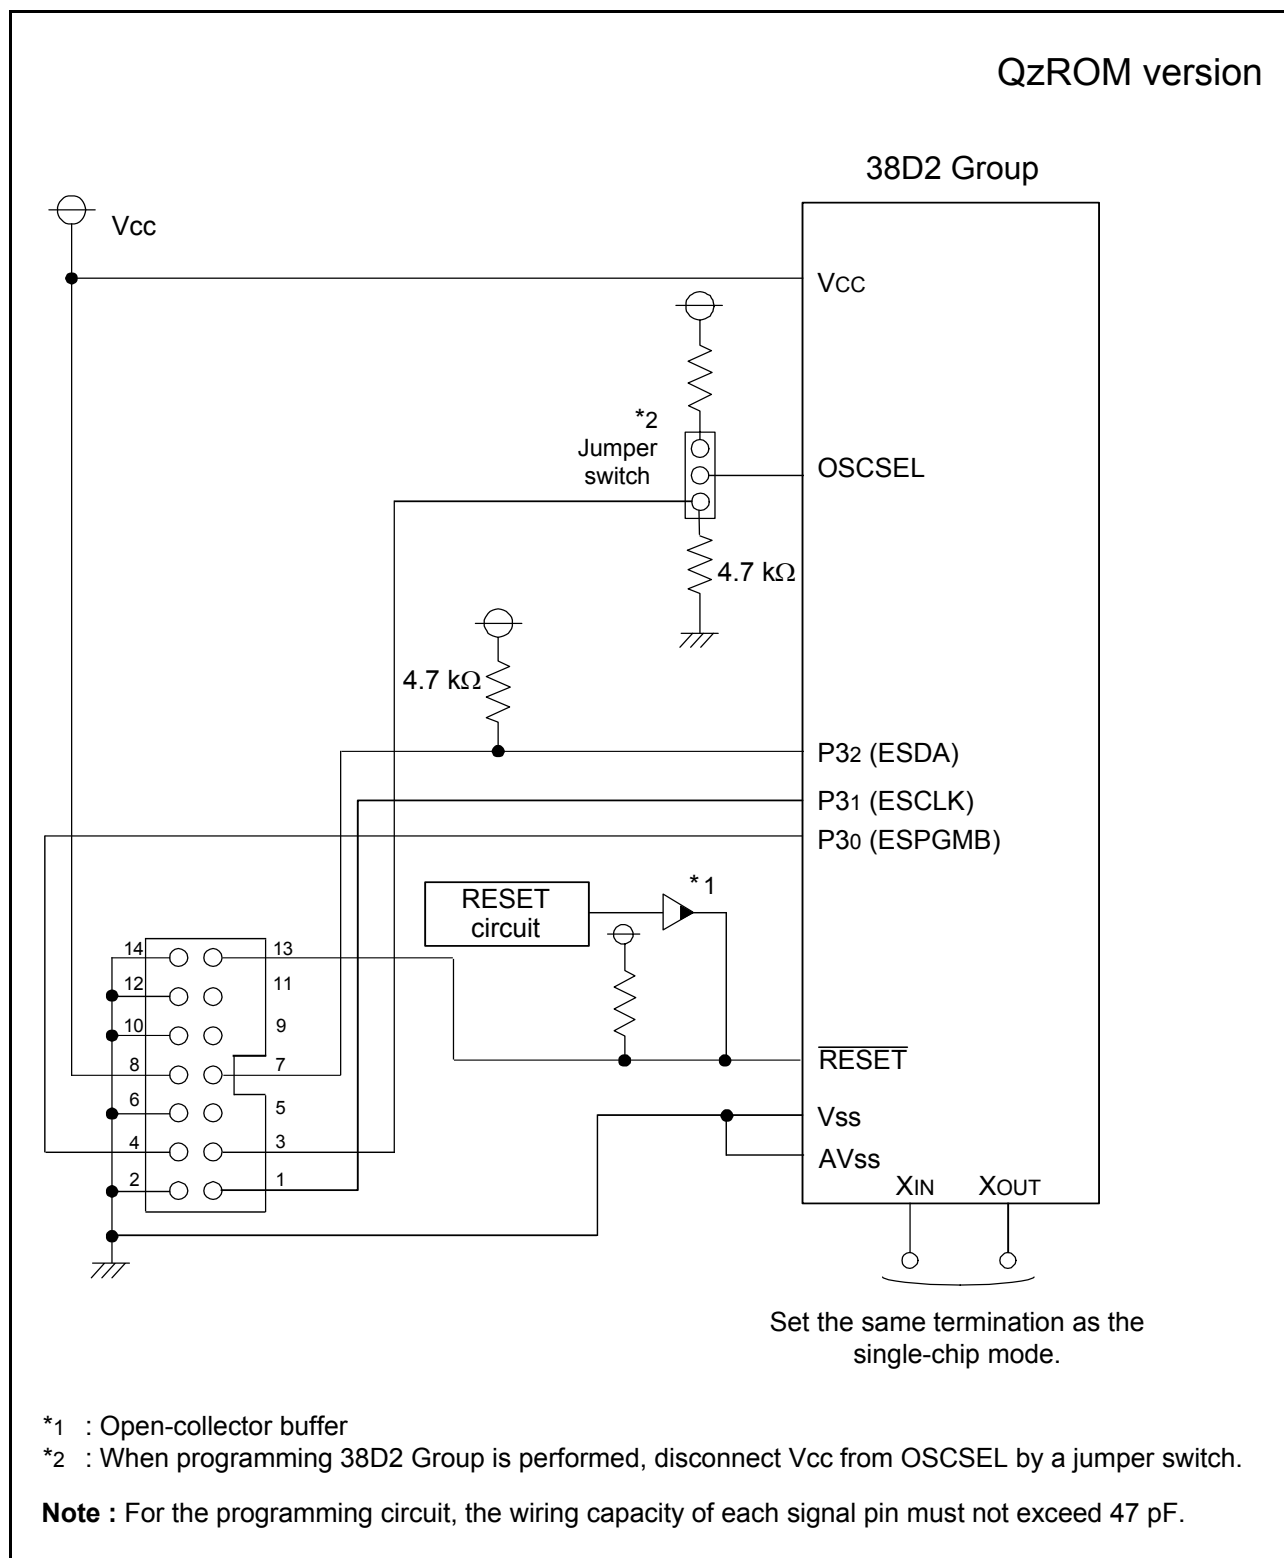 QzROM version
38D2 Group
Vcc
VCC
*2
Jumper
switch
OSCSEL
4.7 kΩ
4.7 kΩ
P32 (ESDA)
P31 (ESCLK)
P30 (ESPGMB)
RESET
circuit
*1
14
13
12
11
10
9
8
7
6
5
4
3
2
1
RESET
Vss
AVss
XIN
XOUT
Set the same termination as the
single-chip mode.
*1 : Open-collector buffer
*2 : When programming 38D2 Group is performed, disconnect Vcc from OSCSEL by a jumper switch.
Note : For the programming circuit, the wiring capacity of each signal pin must not exceed 47 pF.